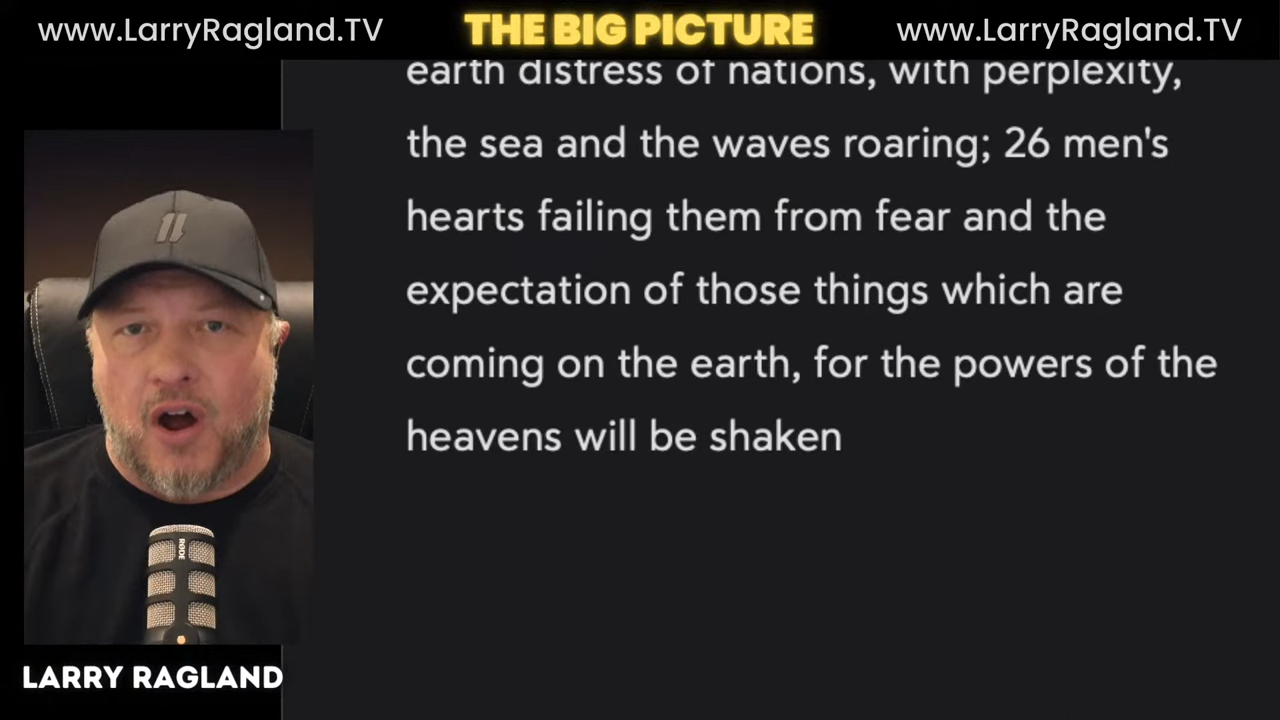 www.LarryRagland.TV
THE BIG PICTURE
www.LarryRagland.TV
earth distress of nations, with perplexity,
the sea and the waves roaring; 26 men's
hearts failing them from fear and the
expectation of those things which are
coming on the earth, for the powers of the
heavens will be shaken
RODE
LARRY RAGLAND